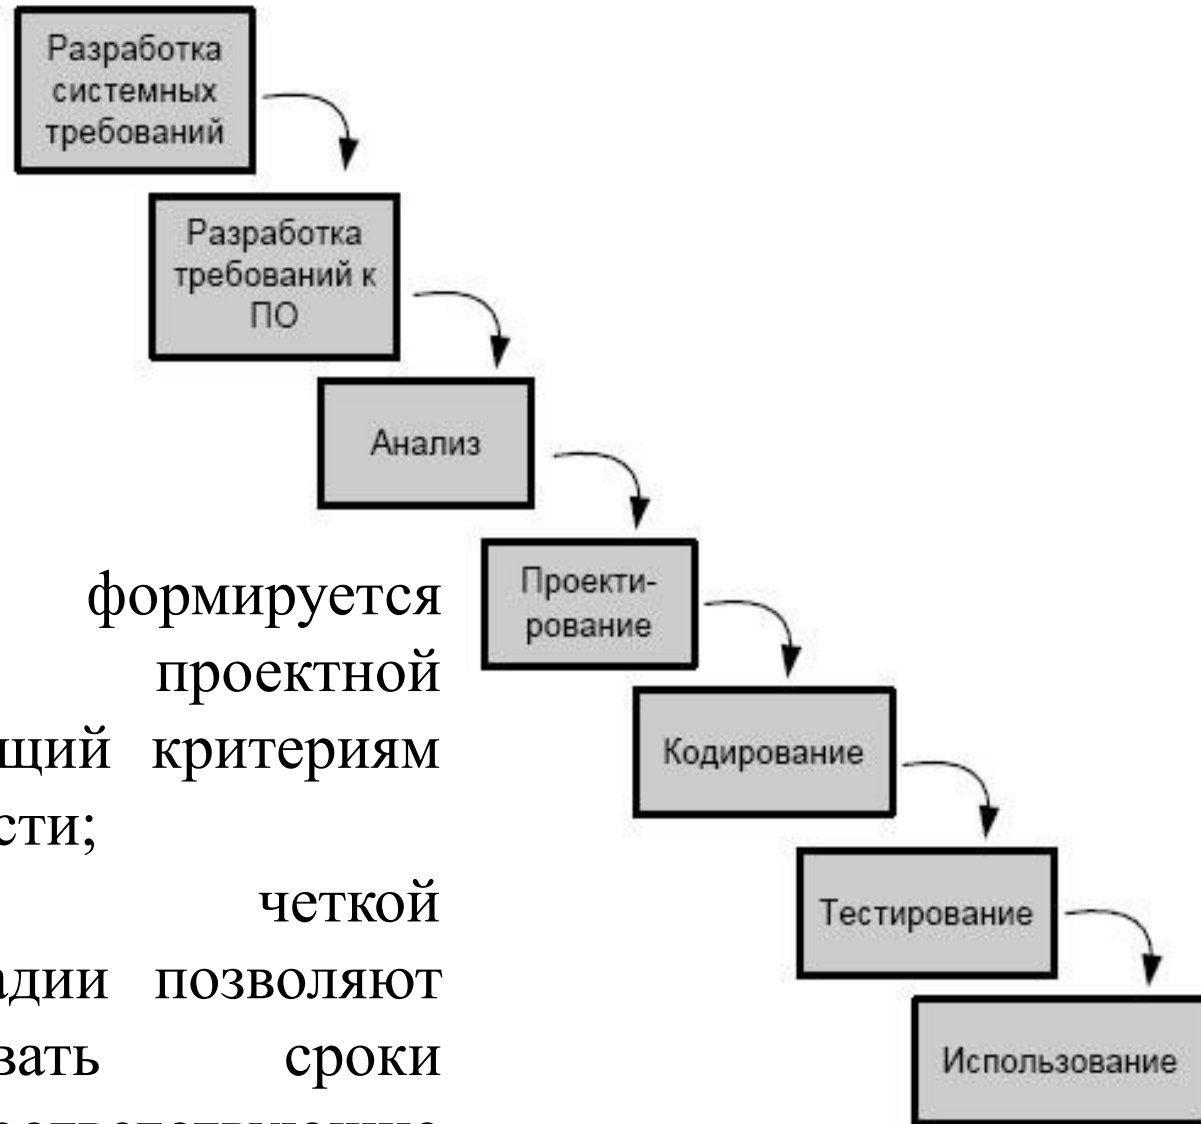 Разработка
системных
требований
Разработка
требований к
ПО
Анализ
Проекти-
рование
Кодирование
Тестирование
Использование
формируется
проектной
щий критериям
сти;
четкой
дии позволяют
вать сроки